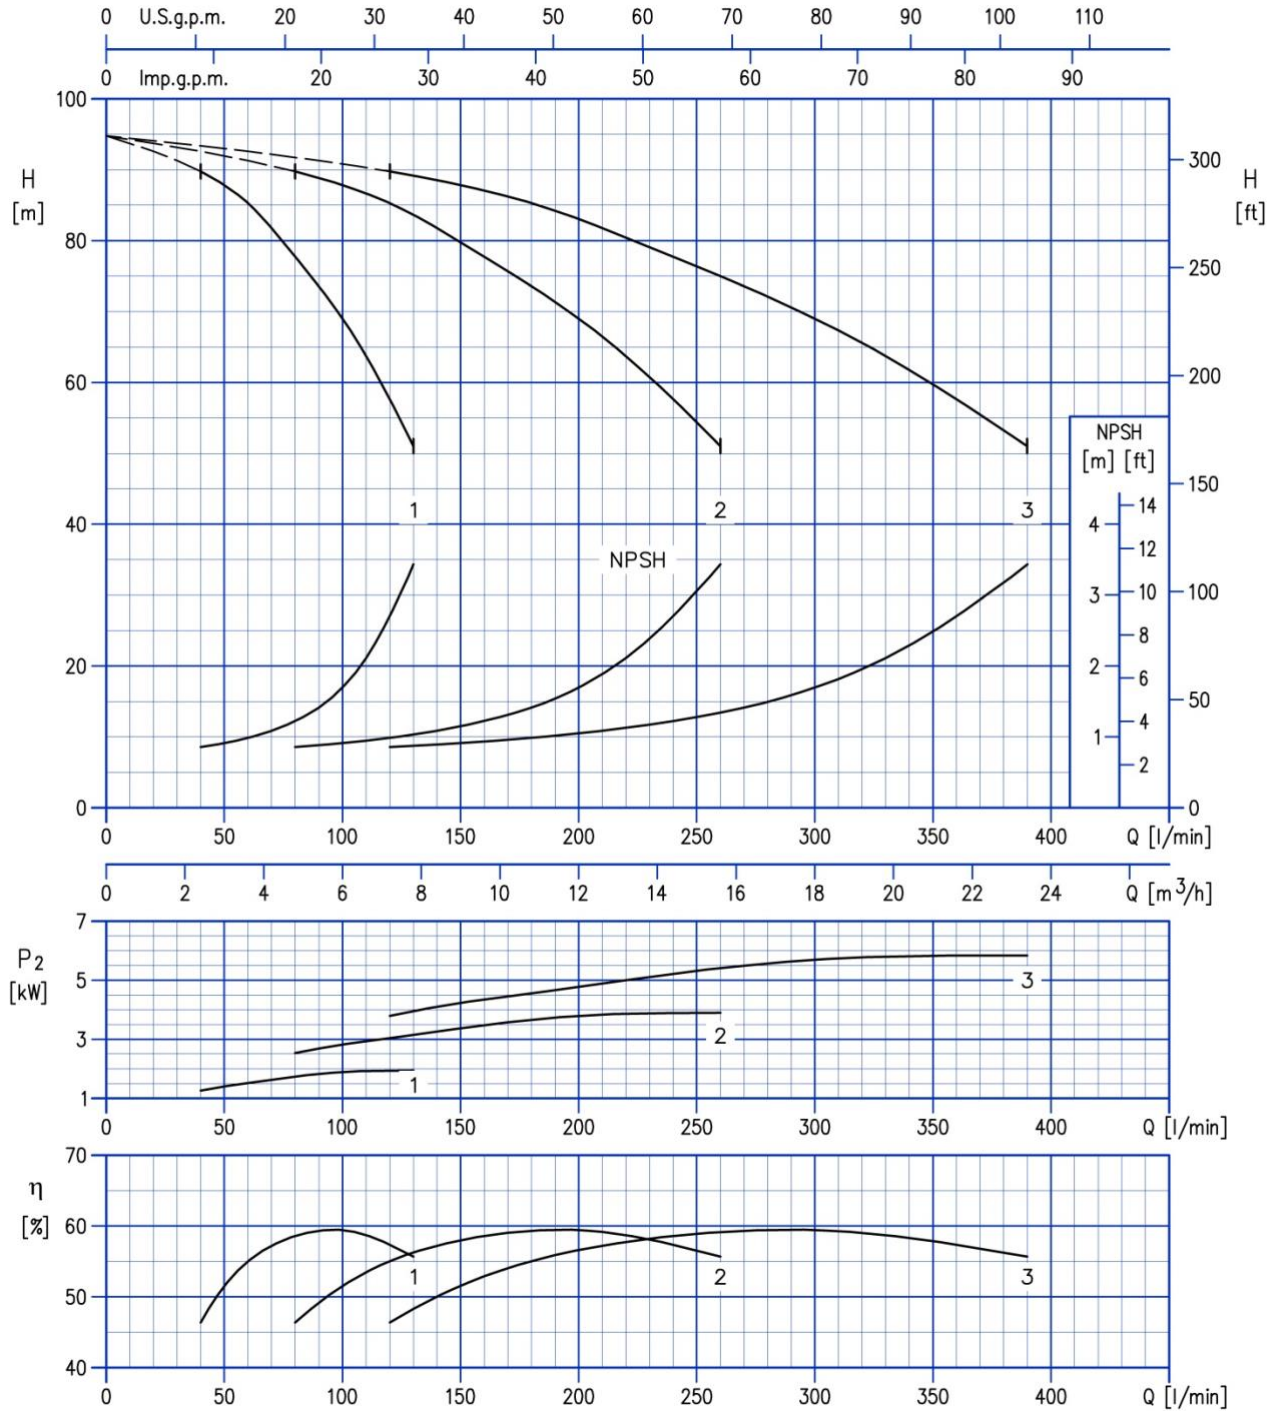 0 U.S.g.p.m. 20 30 40 50 60 70 80 90 100 110
0 Imp.g.p.m. 20 30 40 50 60 70 80 90
100
H
[m]
300
H
[ft]
80
250
60
200
NPSH
[m] [ft]
150
1 2 3
14
40
4
12
NPSH
3
10
100
8
20
2
6
50
4
1
2
0
0
50 100 150 200 250 300 350 400 Q [l/min]
0 2 4 6 8 10 12 14 16 18 20 22 24 Q [m³/h]
7
P2
[kW]
5
3
3
2
1
1
0 50 100 150 200 250 300 350 400 Q [l/min]
70
η
[%]
60
1 2 3
50
40
0 50 100 150 200 250 300 350 400 Q [l/min]